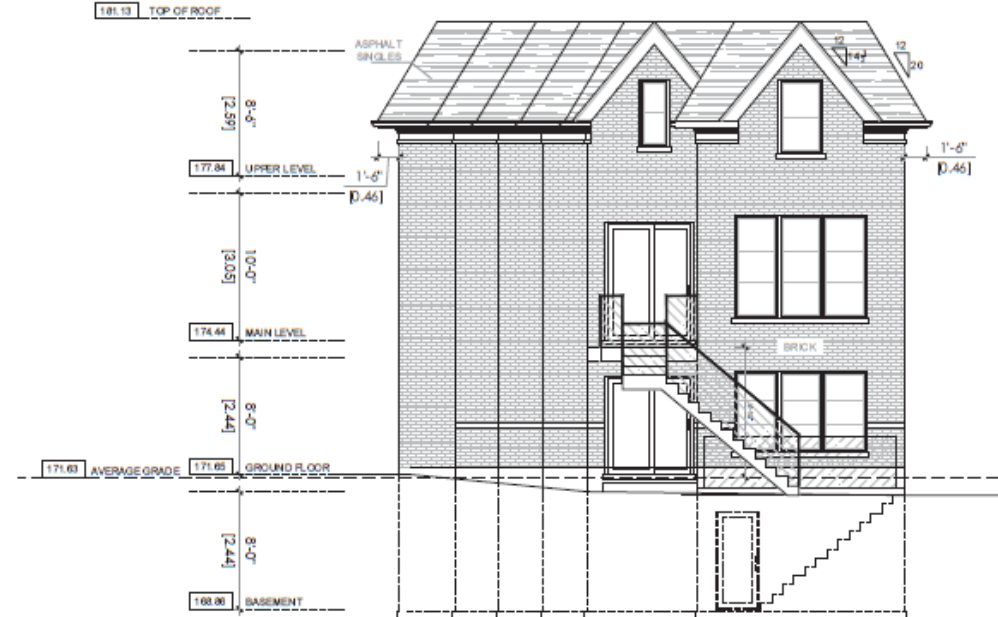 181.13 TOP OF ROOF
ASPHALT
SINGLES
12
14½
12
20
8'-6"
[2.59]
177.84 UPPER LEVEL
1'-6"
[0.46]
1'-6"
[0.46]
10'-0"
[3.05]
174.44 MAIN LEVEL
BRICK
8'-0"
[2.44]
171.63 AVERAGE GRADE
171.65 GROUND FLOOR
8'-0"
[2.44]
168.86 BASEMENT